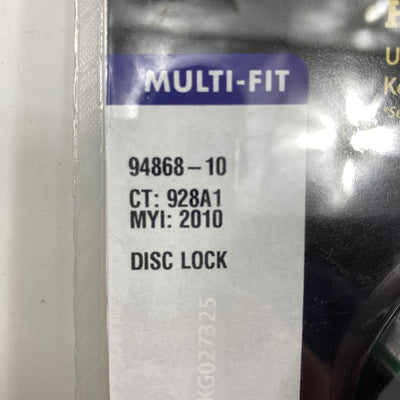 MULTI-FIT
94868-10
CT: 928A1
MYI: 2010
DISC LOCK
KG027325